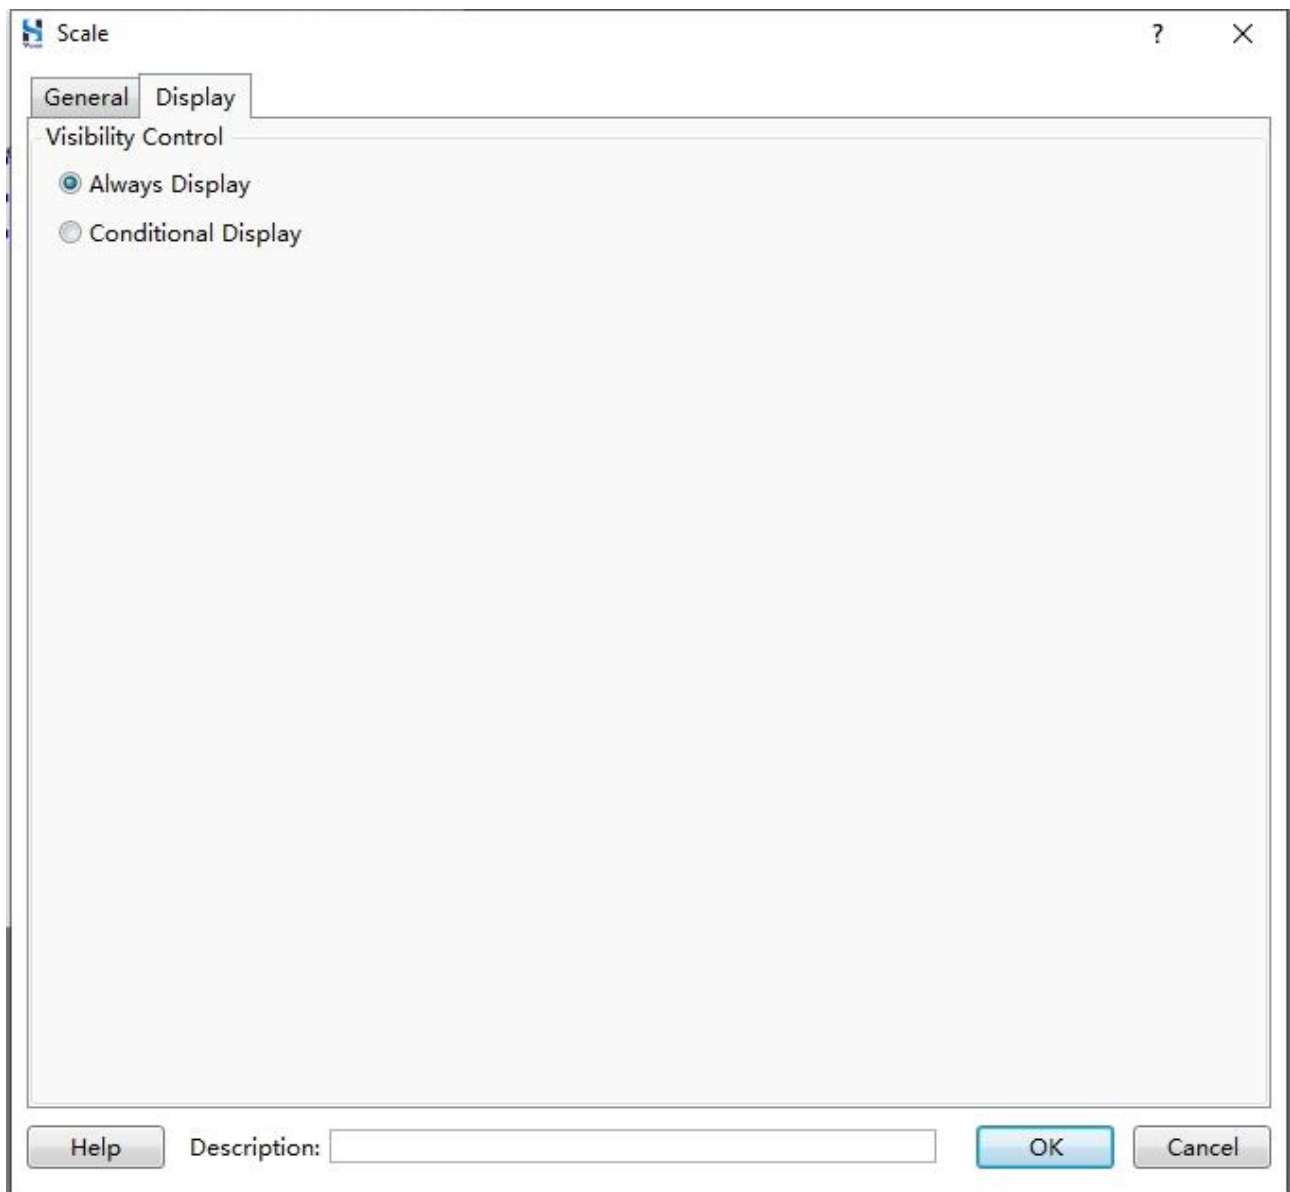 Scale
?
General Display
Visibility Control
Always Display
Conditional Display
Help Description: OK Cancel